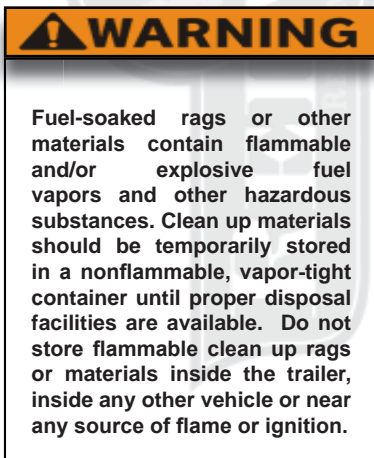 WARNING
Fuel-soaked rags or other
materials contain flammable
and/or explosive fuel
vapors and other hazardous
substances. Clean up materials
should be temporarily stored
in a nonflammable, vapor-tight
container until proper disposal
facilities are available. Do not
store flammable clean up rags
or materials inside the trailer,
inside any other vehicle or near
any source of flame or ignition.